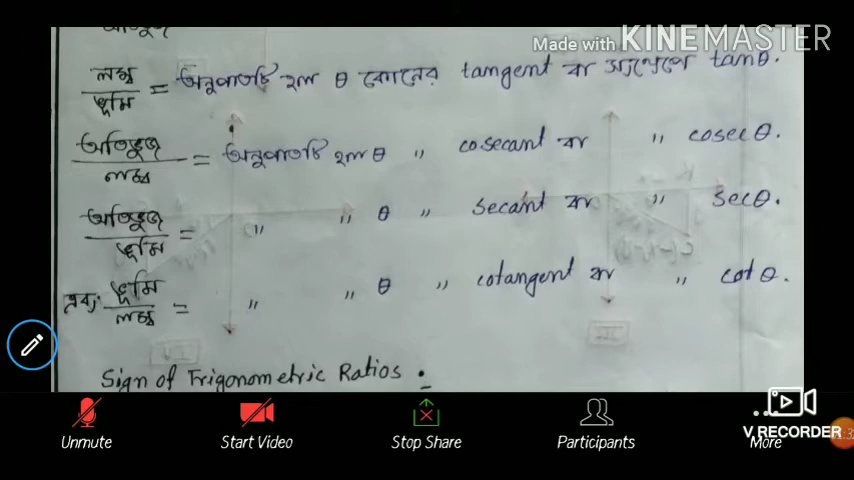 অতিভুজ
Made with KINEMASTER
লম্ব
ভূমি = অনুপাতটি হল θ কোনের tangent বা সংক্ষেপে tanθ.
অতিভুজ
লম্ব = অনুপাতটি হল θ " cosecant বা " cosecθ.
অতিভুজ
ভূমি = " " θ " secant বা " secθ.
এবং ভূমি
লম্ব = " " θ " cotangent বা " cotθ.
Sign of Trigonometric Ratios :
Unmute
Start Video
Stop Share
Participants
More
V RECORDER